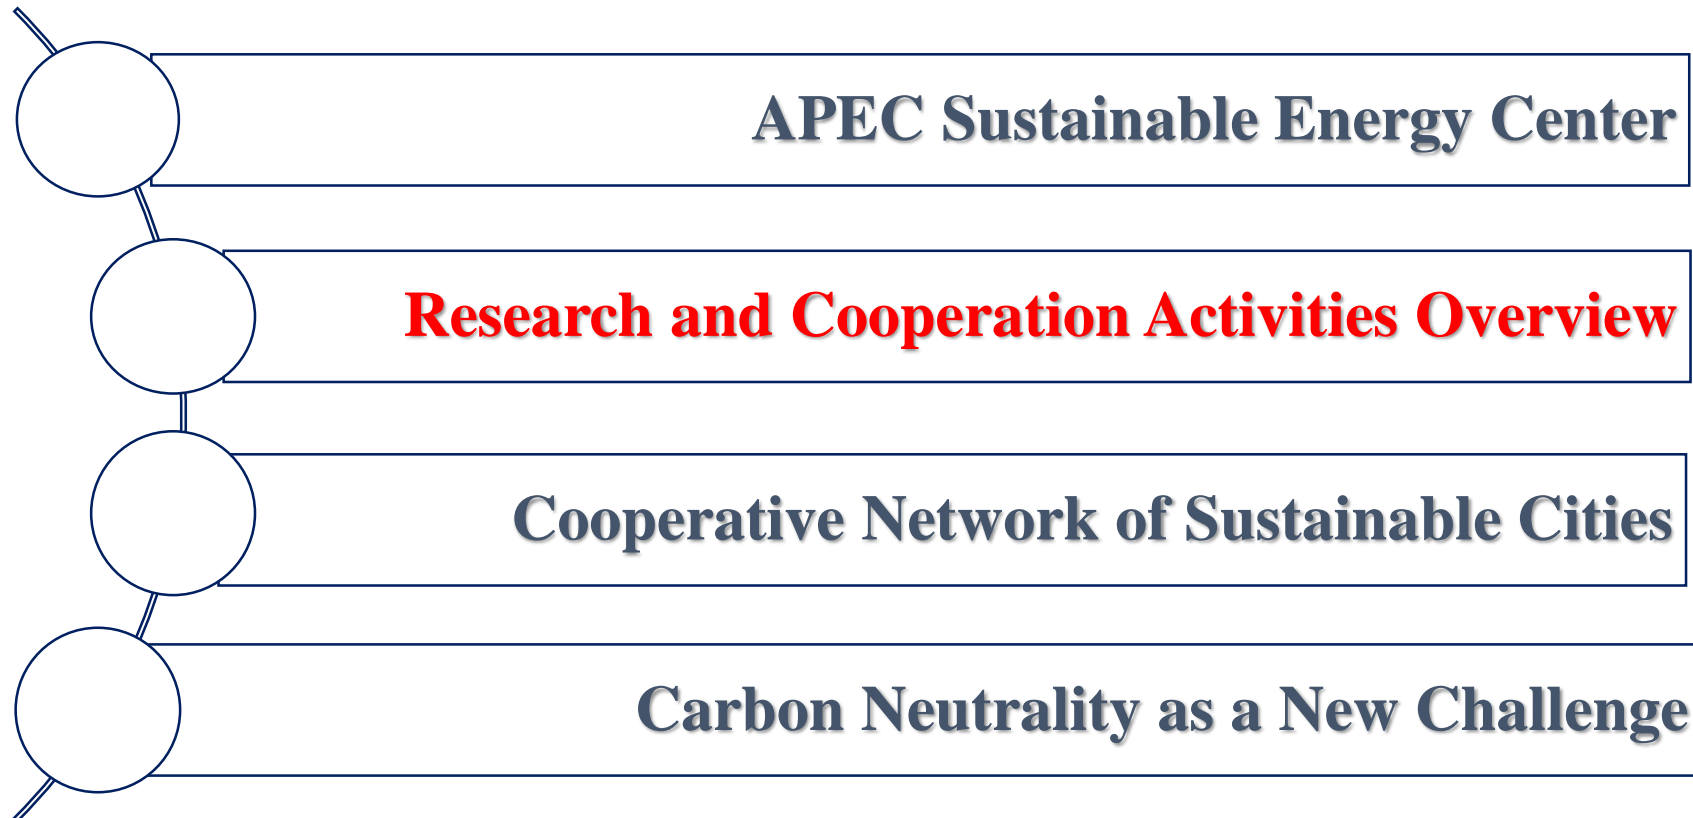 APEC Sustainable Energy Center
Research and Cooperation Activities Overview
Cooperative Network of Sustainable Cities
Carbon Neutrality as a New Challenge